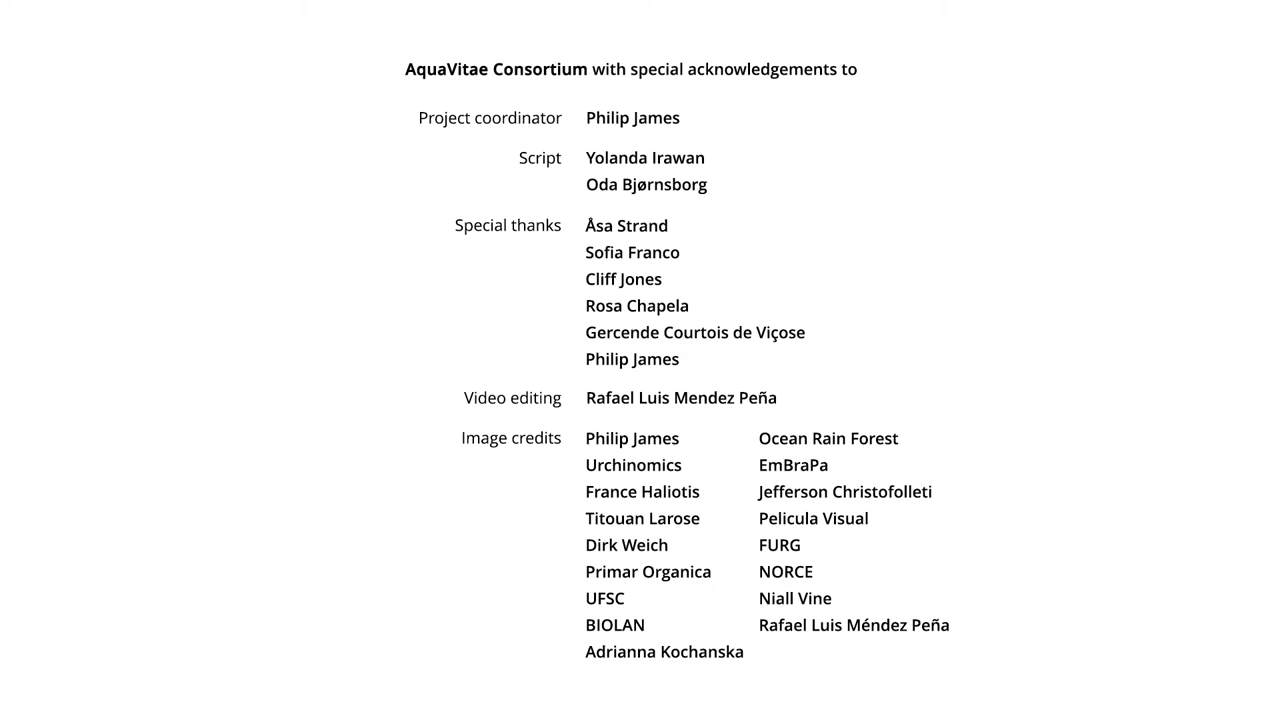 AquaVitae Consortium with special acknowledgements to
Project coordinator Philip James
Script Yolanda Irawan
Oda Bjørnsborg
Special thanks Åsa Strand
Sofia Franco
Cliff Jones
Rosa Chapela
Gercende Courtois de Viçose
Philip James
Video editing Rafael Luis Mendez Peña
Image credits Philip James Ocean Rain Forest
Urchinomics EmBraPa
France Haliotis Jefferson Christofolleti
Titouan Larose Pelicula Visual
Dirk Weich FURG
Primar Organica NORCE
UFSC Niall Vine
BIOLAN Rafael Luis Méndez Peña
Adrianna Kochanska